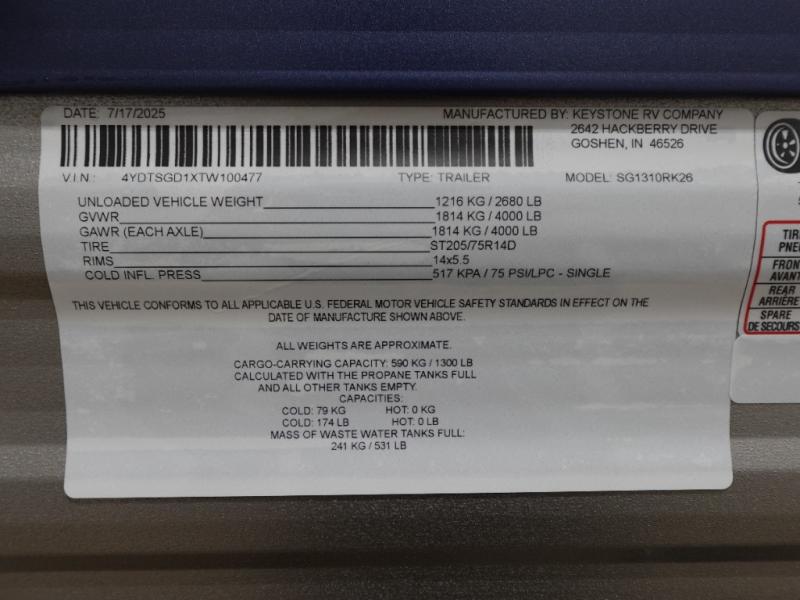 DATE: 7/17/2025
MANUFACTURED BY: KEYSTONE RV COMPANY
2642 HACKBERRY DRIVE
GOSHEN, IN 46526
V.I.N.: 4YDTSGD1XTW100477 TYPE: TRAILER MODEL: SG1310RK26
UNLOADED VEHICLE WEIGHT 1216 KG / 2680 LB
GVWR 1814 KG / 4000 LB
GAWR (EACH AXLE) 1814 KG / 4000 LB
TIRE ST205/75R14D
RIMS 14x5.5
COLD INFL. PRESS 517 KPA / 75 PSI/LPC - SINGLE
THIS VEHICLE CONFORMS TO ALL APPLICABLE U.S. FEDERAL MOTOR VEHICLE SAFETY STANDARDS IN EFFECT ON THE
DATE OF MANUFACTURE SHOWN ABOVE.
ALL WEIGHTS ARE APPROXIMATE.
CARGO-CARRYING CAPACITY: 590 KG / 1300 LB
CALCULATED WITH THE PROPANE TANKS FULL
AND ALL OTHER TANKS EMPTY.
CAPACITIES:
COLD: 79 KG HOT: 0 KG
COLD: 174 LB HOT: 0 LB
MASS OF WASTE WATER TANKS FULL:
241 KG / 531 LB
FRONT
AVANT
REAR
ARRIÈRE
SPARE
DE SECOURS